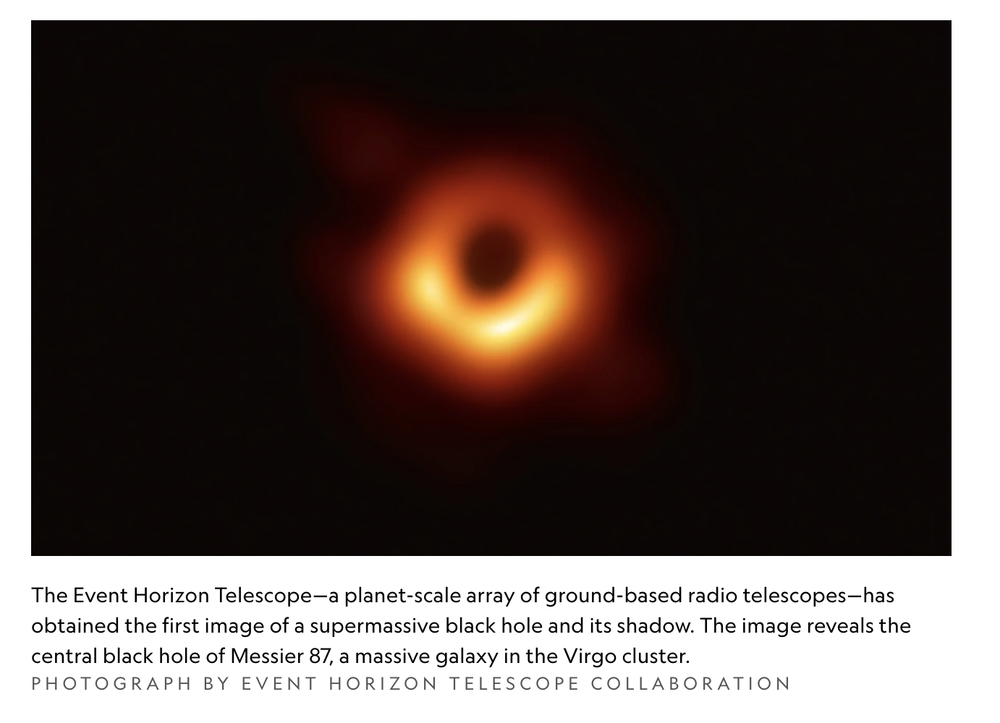 The Event Horizon Telescope—a planet-scale array of ground-based radio telescopes—has
obtained the first image of a supermassive black hole and its shadow. The image reveals the
central black hole of Messier 87, a massive galaxy in the Virgo cluster.
PHOTOGRAPH BY EVENT HORIZON TELESCOPE COLLABORATION